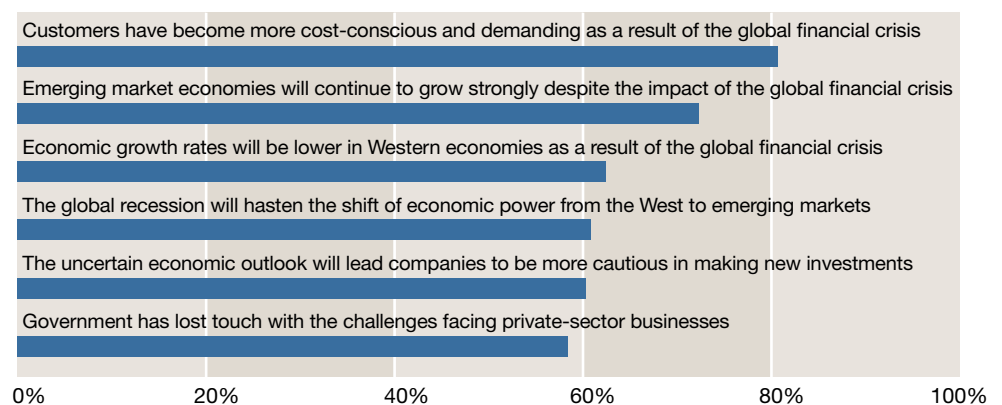 Customers have become more cost-conscious and demanding as a result of the global financial crisis
Emerging market economies will continue to grow strongly despite the impact of the global financial crisis
Economic growth rates will be lower in Western economies as a result of the global financial crisis
The global recession will hasten the shift of economic power from the West to emerging markets
The uncertain economic outlook will lead companies to be more cautious in making new investments
Government has lost touch with the challenges facing private-sector businesses
0% 20% 40% 60% 80% 100%